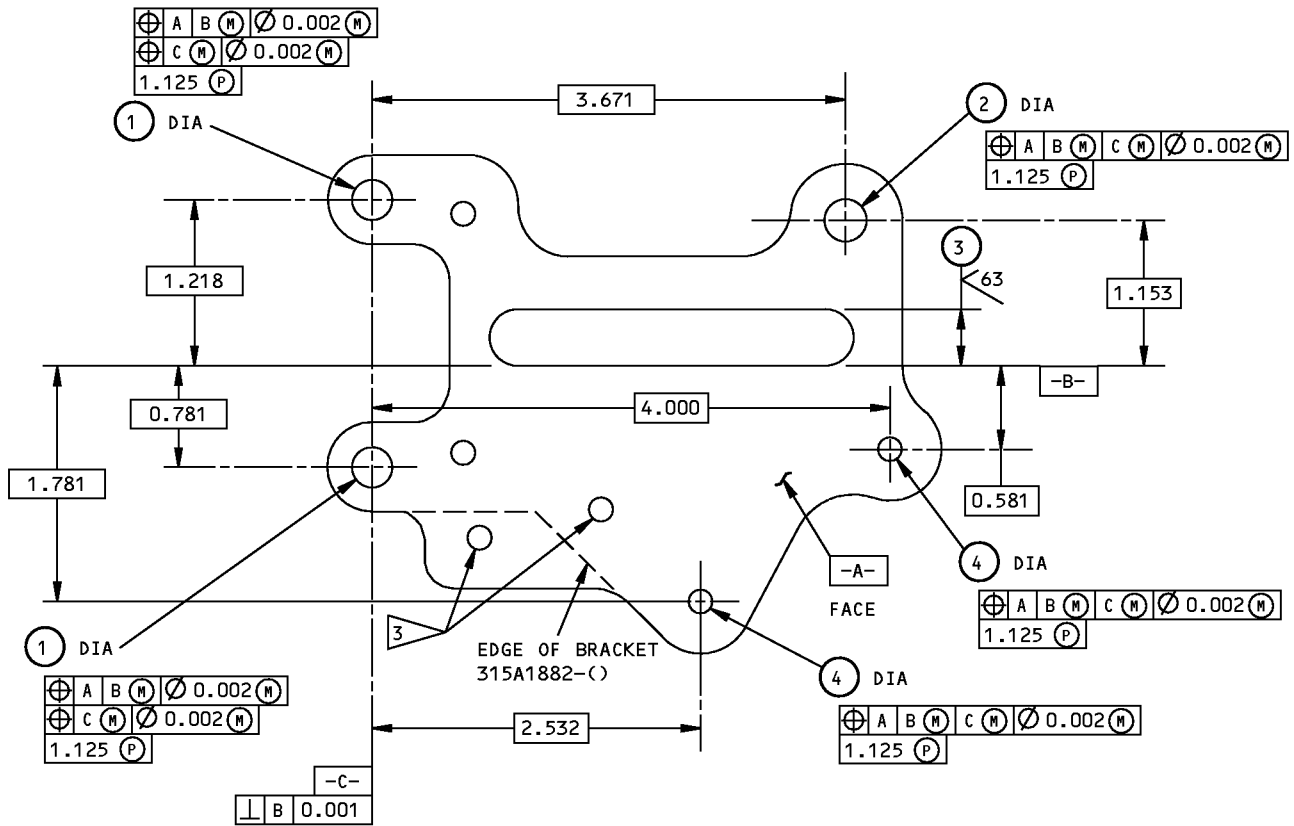 ⌖ A B Ⓜ ∅ 0.002 Ⓜ
⌖ C Ⓜ ∅ 0.002 Ⓜ
1.125 Ⓟ
1 DIA
3.671
2 DIA
⌖ A B Ⓜ C Ⓜ ∅ 0.002 Ⓜ
1.125 Ⓟ
3
63
1.218
1.153
-B-
0.781
4.000
1.781
0.581
-A-
FACE
4 DIA
⌖ A B Ⓜ C Ⓜ ∅ 0.002 Ⓜ
1.125 Ⓟ
3
EDGE OF BRACKET
315A1882-()
1 DIA
⌖ A B Ⓜ ∅ 0.002 Ⓜ
⌖ C Ⓜ ∅ 0.002 Ⓜ
1.125 Ⓟ
4 DIA
⌖ A B Ⓜ C Ⓜ ∅ 0.002 Ⓜ
1.125 Ⓟ
2.532
-C-
⊥ B 0.001